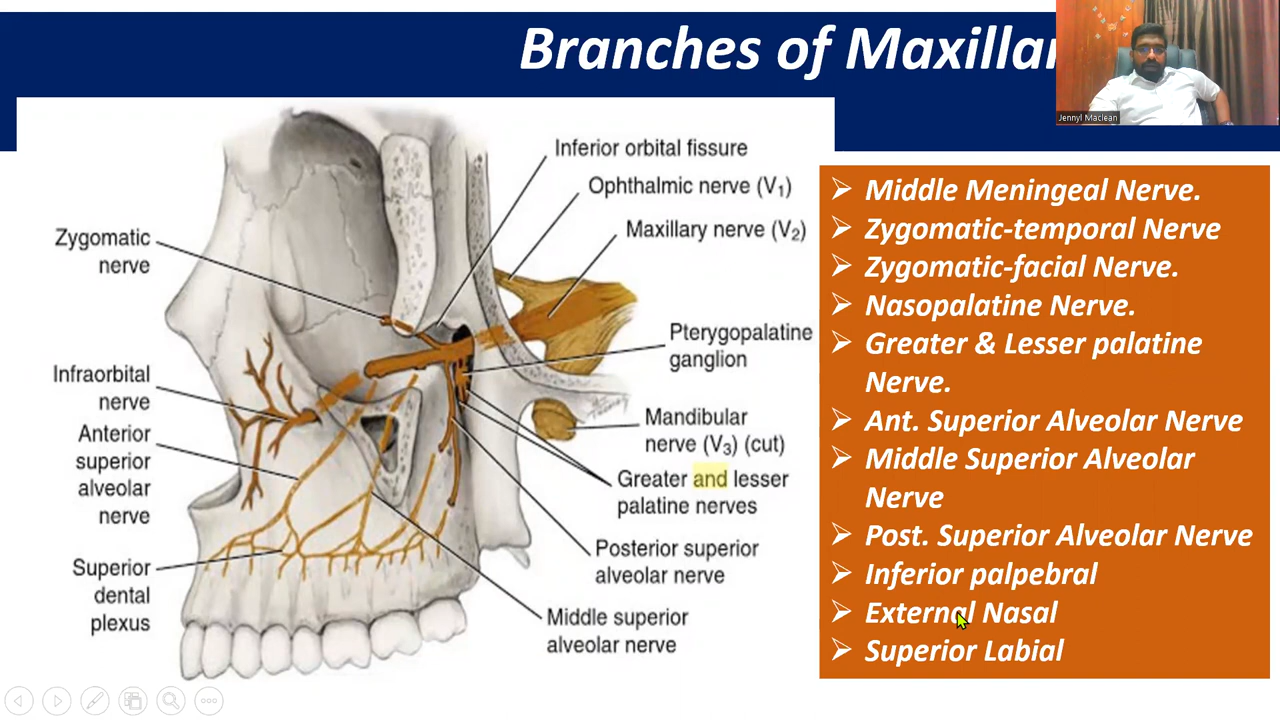 Branches of Maxillar
Jennyl Maclean
Inferior orbital fissure
Ophthalmic nerve (V₁)
Maxillary nerve (V₂)
Zygomatic
nerve
Pterygopalatine
ganglion
Infraorbital
nerve
Anterior
superior
alveolar
nerve
Mandibular
nerve (V₃) (cut)
Greater and lesser
palatine nerves
Posterior superior
alveolar nerve
Superior
dental
plexus
Middle superior
alveolar nerve
➢ Middle Meningeal Nerve.
➢ Zygomatic-temporal Nerve
➢ Zygomatic-facial Nerve.
➢ Nasopalatine Nerve.
➢ Greater & Lesser palatine
Nerve.
➢ Ant. Superior Alveolar Nerve
➢ Middle Superior Alveolar
Nerve
➢ Post. Superior Alveolar Nerve
➢ Inferior palpebral
➢ External Nasal
➢ Superior Labial